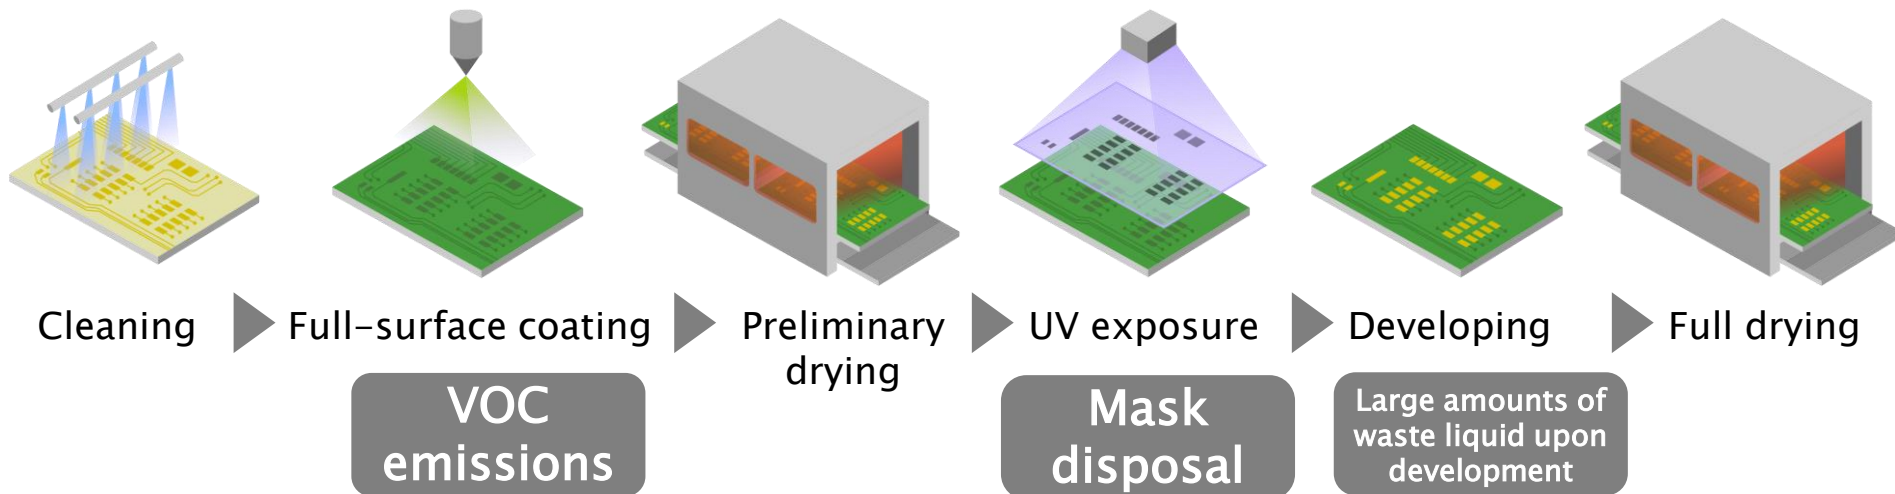 Cleaning
Full-surface coating
Preliminary
drying
UV exposure
Developing
Full drying
VOC
emissions
Mask
disposal
Large amounts of
waste liquid upon
development